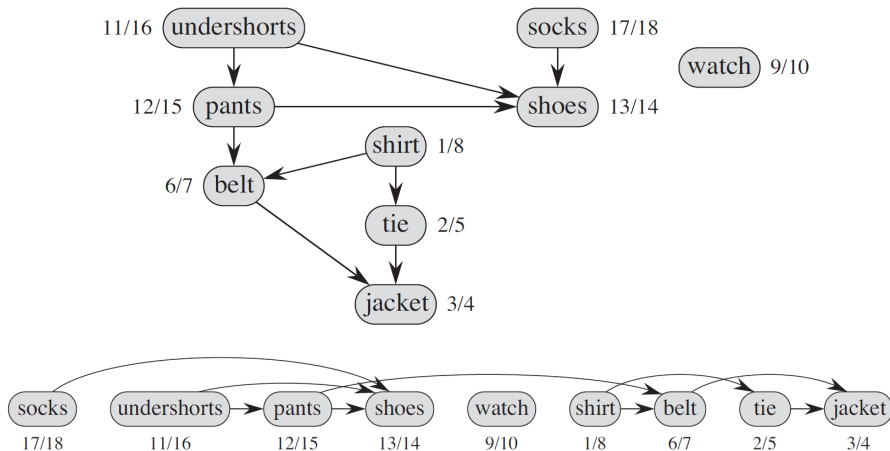 11/16 undershorts socks 17/18
watch 9/10
12/15 pants shoes 13/14
shirt 1/8
6/7 belt
tie 2/5
jacket 3/4
socks undershorts pants shoes watch shirt belt tie jacket
17/18 11/16 12/15 13/14 9/10 1/8 6/7 2/5 3/4